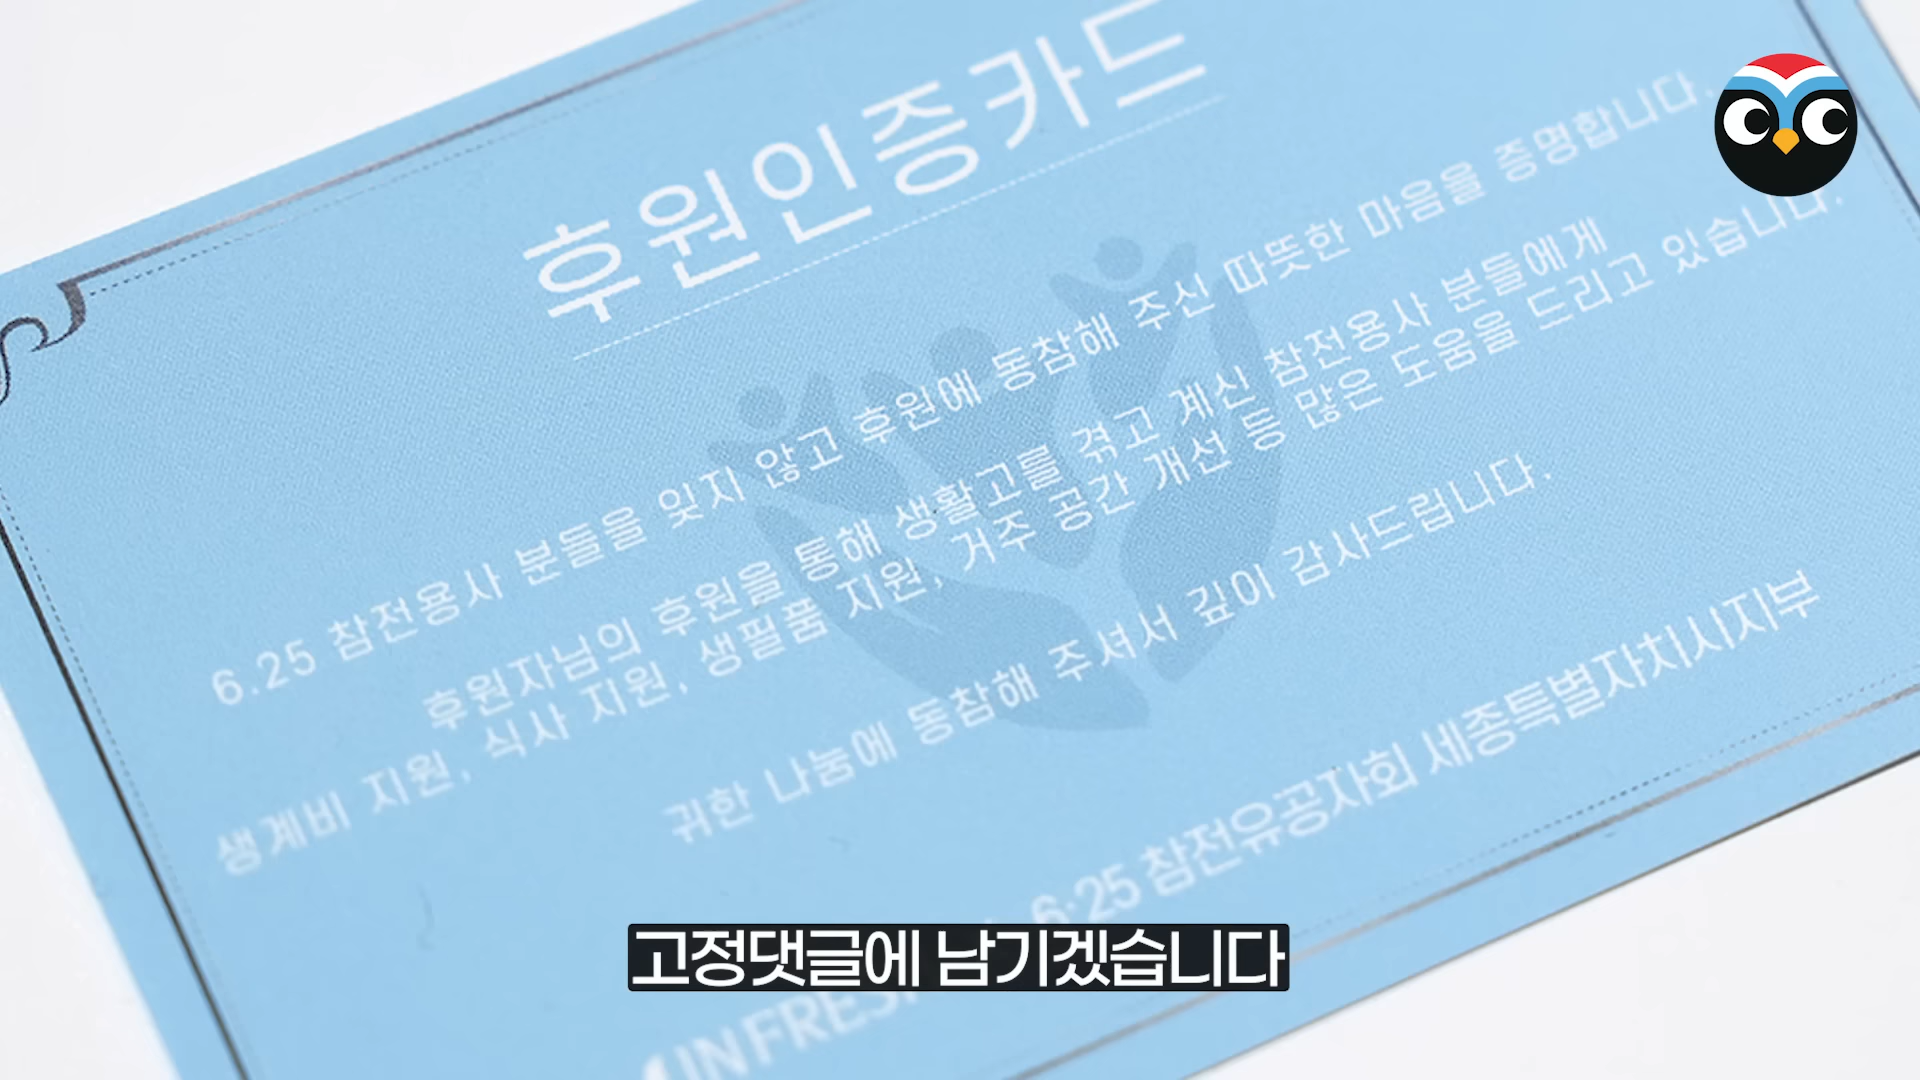 후원인증카드
6.25 참전용사 분들을 잊지 않고 후원에 동참해 주신 따뜻한 마음을 증명합니다.
후원자님의 후원을 통해 생활고를 겪고 계신 참전용사 분들에게
생계비 지원, 식사 지원, 생필품 지원, 거주 공간 개선 등 많은 도움을 드리고 있습니다.
귀한 나눔에 동참해 주셔서 깊이 감사드립니다.
6·25 참전유공자회 세종특별자치시지부
고정댓글에 남기겠습니다